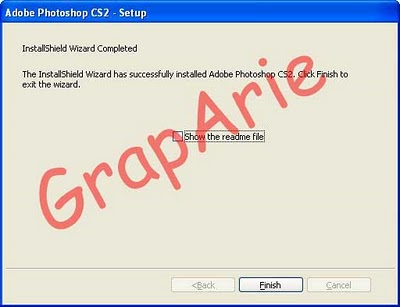 Adobe Photoshop CS2 - Setup
InstallShield Wizard Completed
The InstallShield Wizard has successfully installed Adobe Photoshop CS2. Click Finish to
exit the wizard.
Show the readme file
GrapArie
<Back Finish Cancel